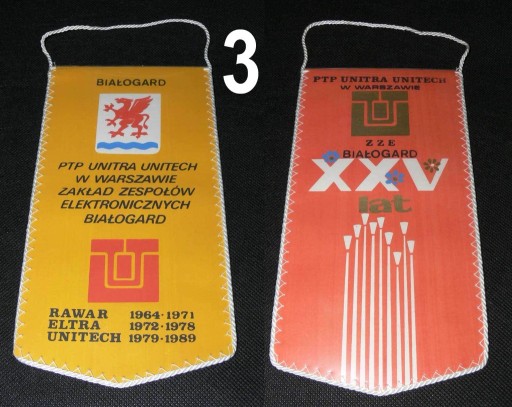 BIAŁOGARD
PTP UNITRA UNITECH
W WARSZAWIE
ZAKŁAD ZESPOŁÓW
ELEKTRONICZNYCH
BIAŁOGARD
RAWAR 1964-1971
ELTRA 1972-1978
UNITECH 1979-1989
3
PTP UNITRA UNITECH
W WARSZAWIE
ZZE
BIAŁOGARD
XXV
lat